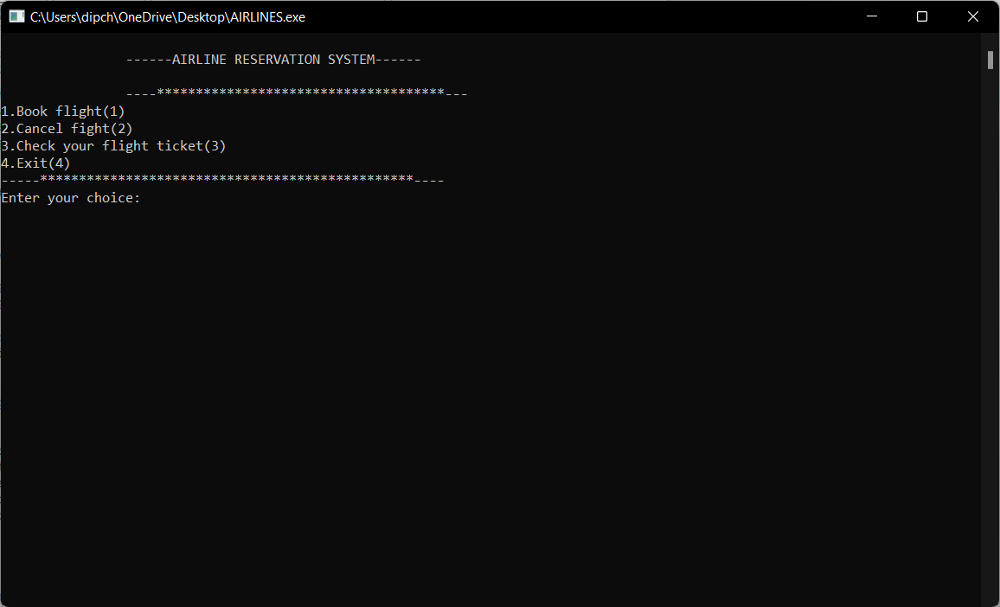 C:\Users\dipch\OneDrive\Desktop\AIRLINES.exe
------AIRLINE RESERVATION SYSTEM------
----*************************************---
1.Book flight(1)
2.Cancel fight(2)
3.Check your flight ticket(3)
4.Exit(4)
-----************************************************----
Enter your choice: